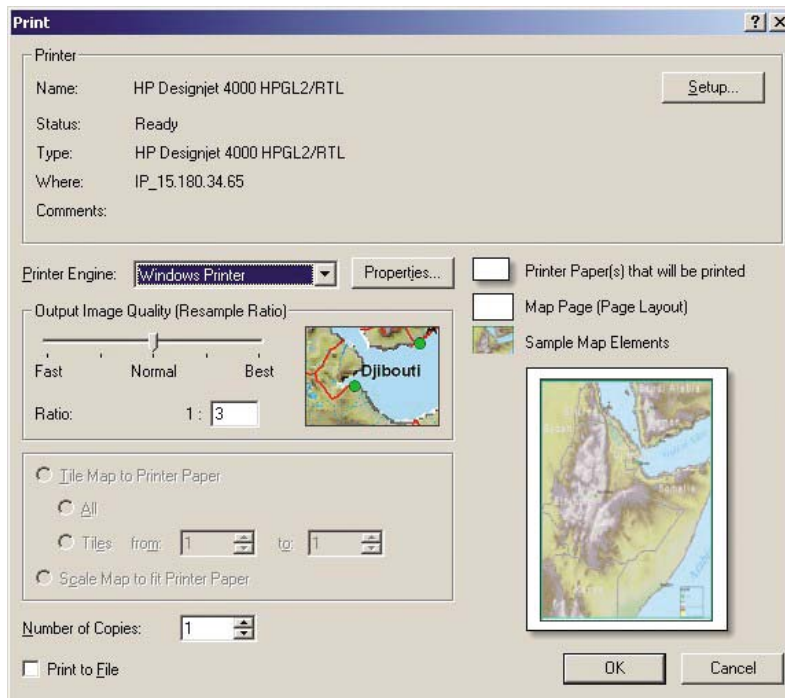 Print
Printer
Name: HP Designjet 4000 HPGL2/RTL
Setup...
Status: Ready
Type: HP Designjet 4000 HPGL2/RTL
Where: IP_15.180.34.65
Comments:
Printer Engine: Windows Printer
Properties...
Printer Paper(s) that will be printed
Map Page (Page Layout)
Sample Map Elements
Output Image Quality (Resample Ratio)
Fast Normal Best
Ratio: 1 : 3
Djibouti
Tile Map to Printer Paper
All
Tiles from: 1 to: 1
Scale Map to fit Printer Paper
Number of Copies: 1
Print to File
Saudi Arabia
Somalia
OK
Cancel